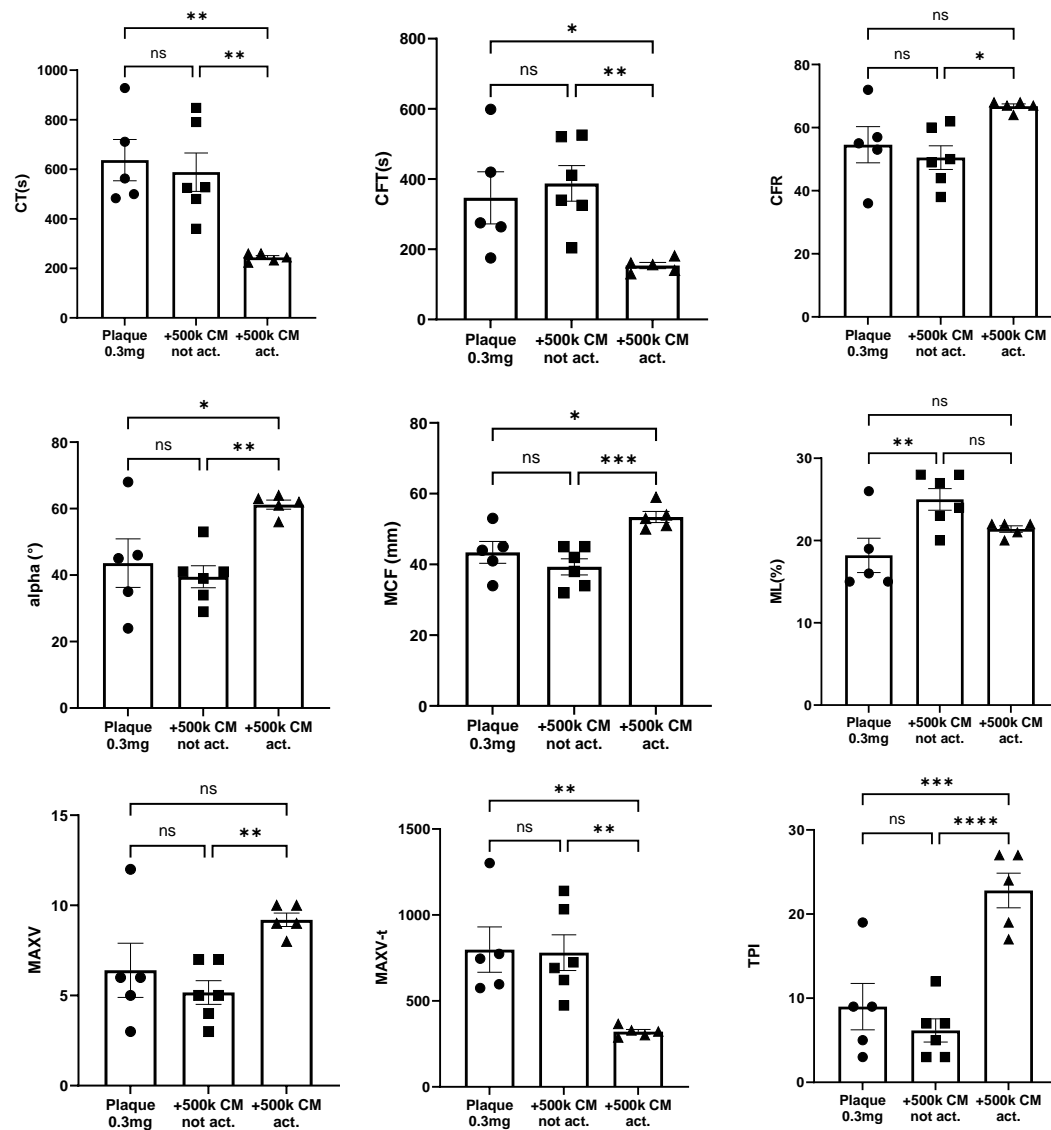 **
ns
**
1000
800
600
400
200
0
CT(s)
Plaque
0.3mg
+500k CM
not act.
+500k CM
act.
*
ns
**
800
600
400
200
0
CFT(s)
Plaque
0.3mg
+500k CM
not act.
+500k CM
act.
ns
ns
*
80
60
40
20
0
CFR
Plaque
0.3mg
+500k CM
not act.
+500k CM
act.
*
ns
**
80
60
40
20
0
alpha (°)
Plaque
0.3mg
+500k CM
not act.
+500k CM
act.
*
ns
***
80
60
40
20
0
MCF (mm)
Plaque
0.3mg
+500k CM
not act.
+500k CM
act.
ns
**
ns
30
20
10
0
ML(%)
Plaque
0.3mg
+500k CM
not act.
+500k CM
act.
ns
ns
**
15
10
5
0
MAXV
Plaque
0.3mg
+500k CM
not act.
+500k CM
act.
**
ns
**
1500
1000
500
0
MAXV-t
Plaque
0.3mg
+500k CM
not act.
+500k CM
act.
***
ns
****
30
20
10
0
TPI
Plaque
0.3mg
+500k CM
not act.
+500k CM
act.